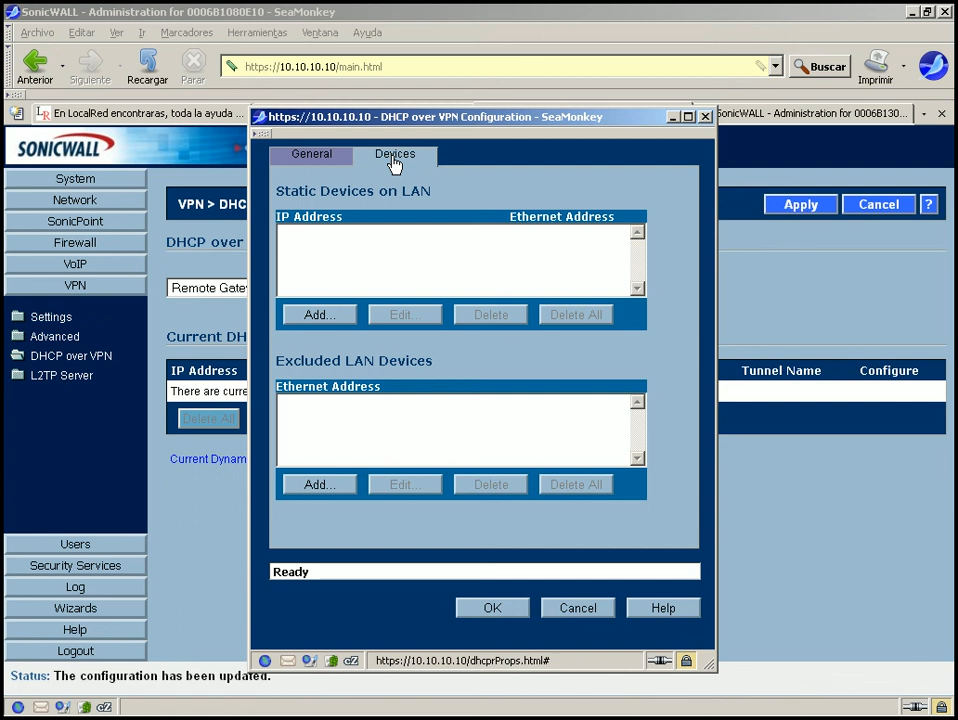 SonicWALL - Administration for 0006B1080E10 - SeaMonkey
Archivo Editar Ver Ir Marcadores Herramientas Ventana Ayuda
Anterior Siguiente Recargar Parar https://10.10.10.10/main.html Buscar Imprimir
LR En LocalRed encontraras, toda la ayuda ... SonicWALL - Administration for 0006B130...
https://10.10.10.10 - DHCP over VPN Configuration - SeaMonkey
SONICWALL
General Devices
System
Network
SonicPoint
Firewall
VoIP
VPN
Settings
Advanced
DHCP over VPN
L2TP Server
Users
Security Services
Log
Wizards
Help
Logout
VPN > DHC
Apply Cancel ?
DHCP over
Remote Gatew
Current DH
IP Address Tunnel Name Configure
There are curre
Delete All
Current Dynam
Static Devices on LAN
IP Address Ethernet Address
Add... Edit... Delete Delete All
Excluded LAN Devices
Ethernet Address
Add... Edit... Delete Delete All
Ready
OK Cancel Help
https://10.10.10.10/dhcprProps.html#
Status: The configuration has been updated.